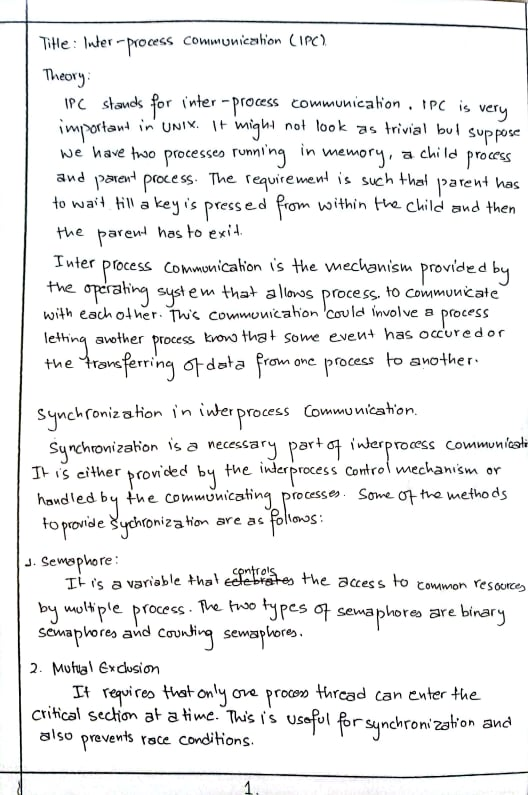 Title: Inter-process communication (IPC)
Theory:
IPC stands for inter-process communication. IPC is very
important in UNIX. It might not look as trivial but suppose
we have two processes running in memory, a child process
and parent process. The requirement is such that parent has
to wait till a key is pressed from within the child and then
the parent has to exit.
Inter process communication is the mechanism provided by
the operating system that allows process, to communicate
with each other. This communication could involve a process
letting another process know that some event has occured or
the transferring of data from one process to another.
Synchronization in interprocess Communication.
Synchronization is a necessary part of interprocess communicati
It is either provided by the interprocess control mechanism or
handled by the communicating processes. Some of the methods
to provide sychronization are as follows:
1. Semaphore:
It is a variable that celebrates controls the access to common resources
by multiple process. The two types of semaphores are binary
semaphores and counting semaphores.
2. Mutual Exclusion
It requires that only one process thread can enter the
critical section at a time. This is useful for synchronization and
also prevents race conditions.
1.